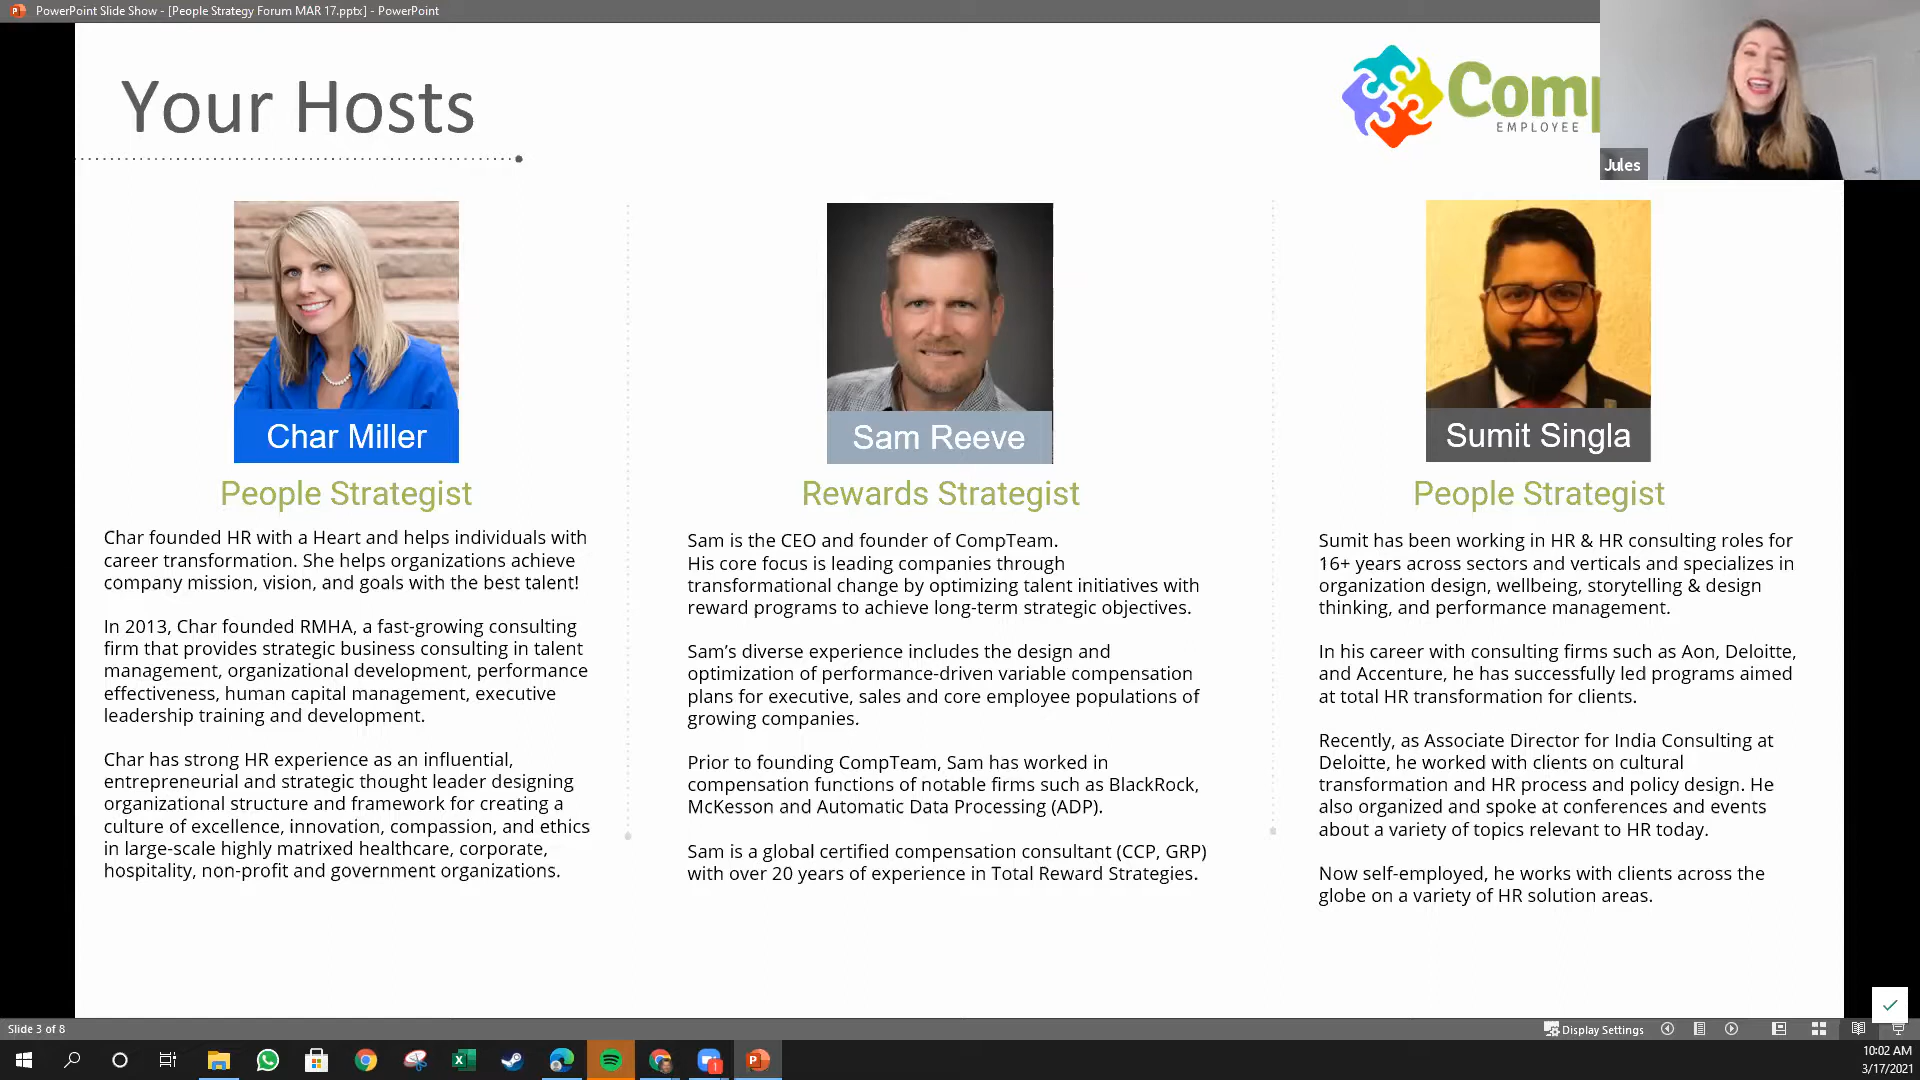 PowerPoint Slide Show - [People Strategy Forum MAR 17.pptx] - PowerPoint
Your Hosts
Comp
EMPLOYEE
Jules
Char Miller
People Strategist
Char founded HR with a Heart and helps individuals with
career transformation. She helps organizations achieve
company mission, vision, and goals with the best talent!
In 2013, Char founded RMHA, a fast-growing consulting
firm that provides strategic business consulting in talent
management, organizational development, performance
effectiveness, human capital management, executive
leadership training and development.
Char has strong HR experience as an influential,
entrepreneurial and strategic thought leader designing
organizational structure and framework for creating a
culture of excellence, innovation, compassion, and ethics
in large-scale highly matrixed healthcare, corporate,
hospitality, non-profit and government organizations.
Sam Reeve
Rewards Strategist
Sam is the CEO and founder of CompTeam.
His core focus is leading companies through
transformational change by optimizing talent initiatives with
reward programs to achieve long-term strategic objectives.
Sam's diverse experience includes the design and
optimization of performance-driven variable compensation
plans for executive, sales and core employee populations of
growing companies.
Prior to founding CompTeam, Sam has worked in
compensation functions of notable firms such as BlackRock,
McKesson and Automatic Data Processing (ADP).
Sam is a global certified compensation consultant (CCP, GRP)
with over 20 years of experience in Total Reward Strategies.
Sumit Singla
People Strategist
Sumit has been working in HR & HR consulting roles for
16+ years across sectors and verticals and specializes in
organization design, wellbeing, storytelling & design
thinking, and performance management.
In his career with consulting firms such as Aon, Deloitte,
and Accenture, he has successfully led programs aimed
at total HR transformation for clients.
Recently, as Associate Director for India Consulting at
Deloitte, he worked with clients on cultural
transformation and HR process and policy design. He
also organized and spoke at conferences and events
about a variety of topics relevant to HR today.
Now self-employed, he works with clients across the
globe on a variety of HR solution areas.
Slide 3 of 8
Display Settings
10:02 AM
3/17/2021